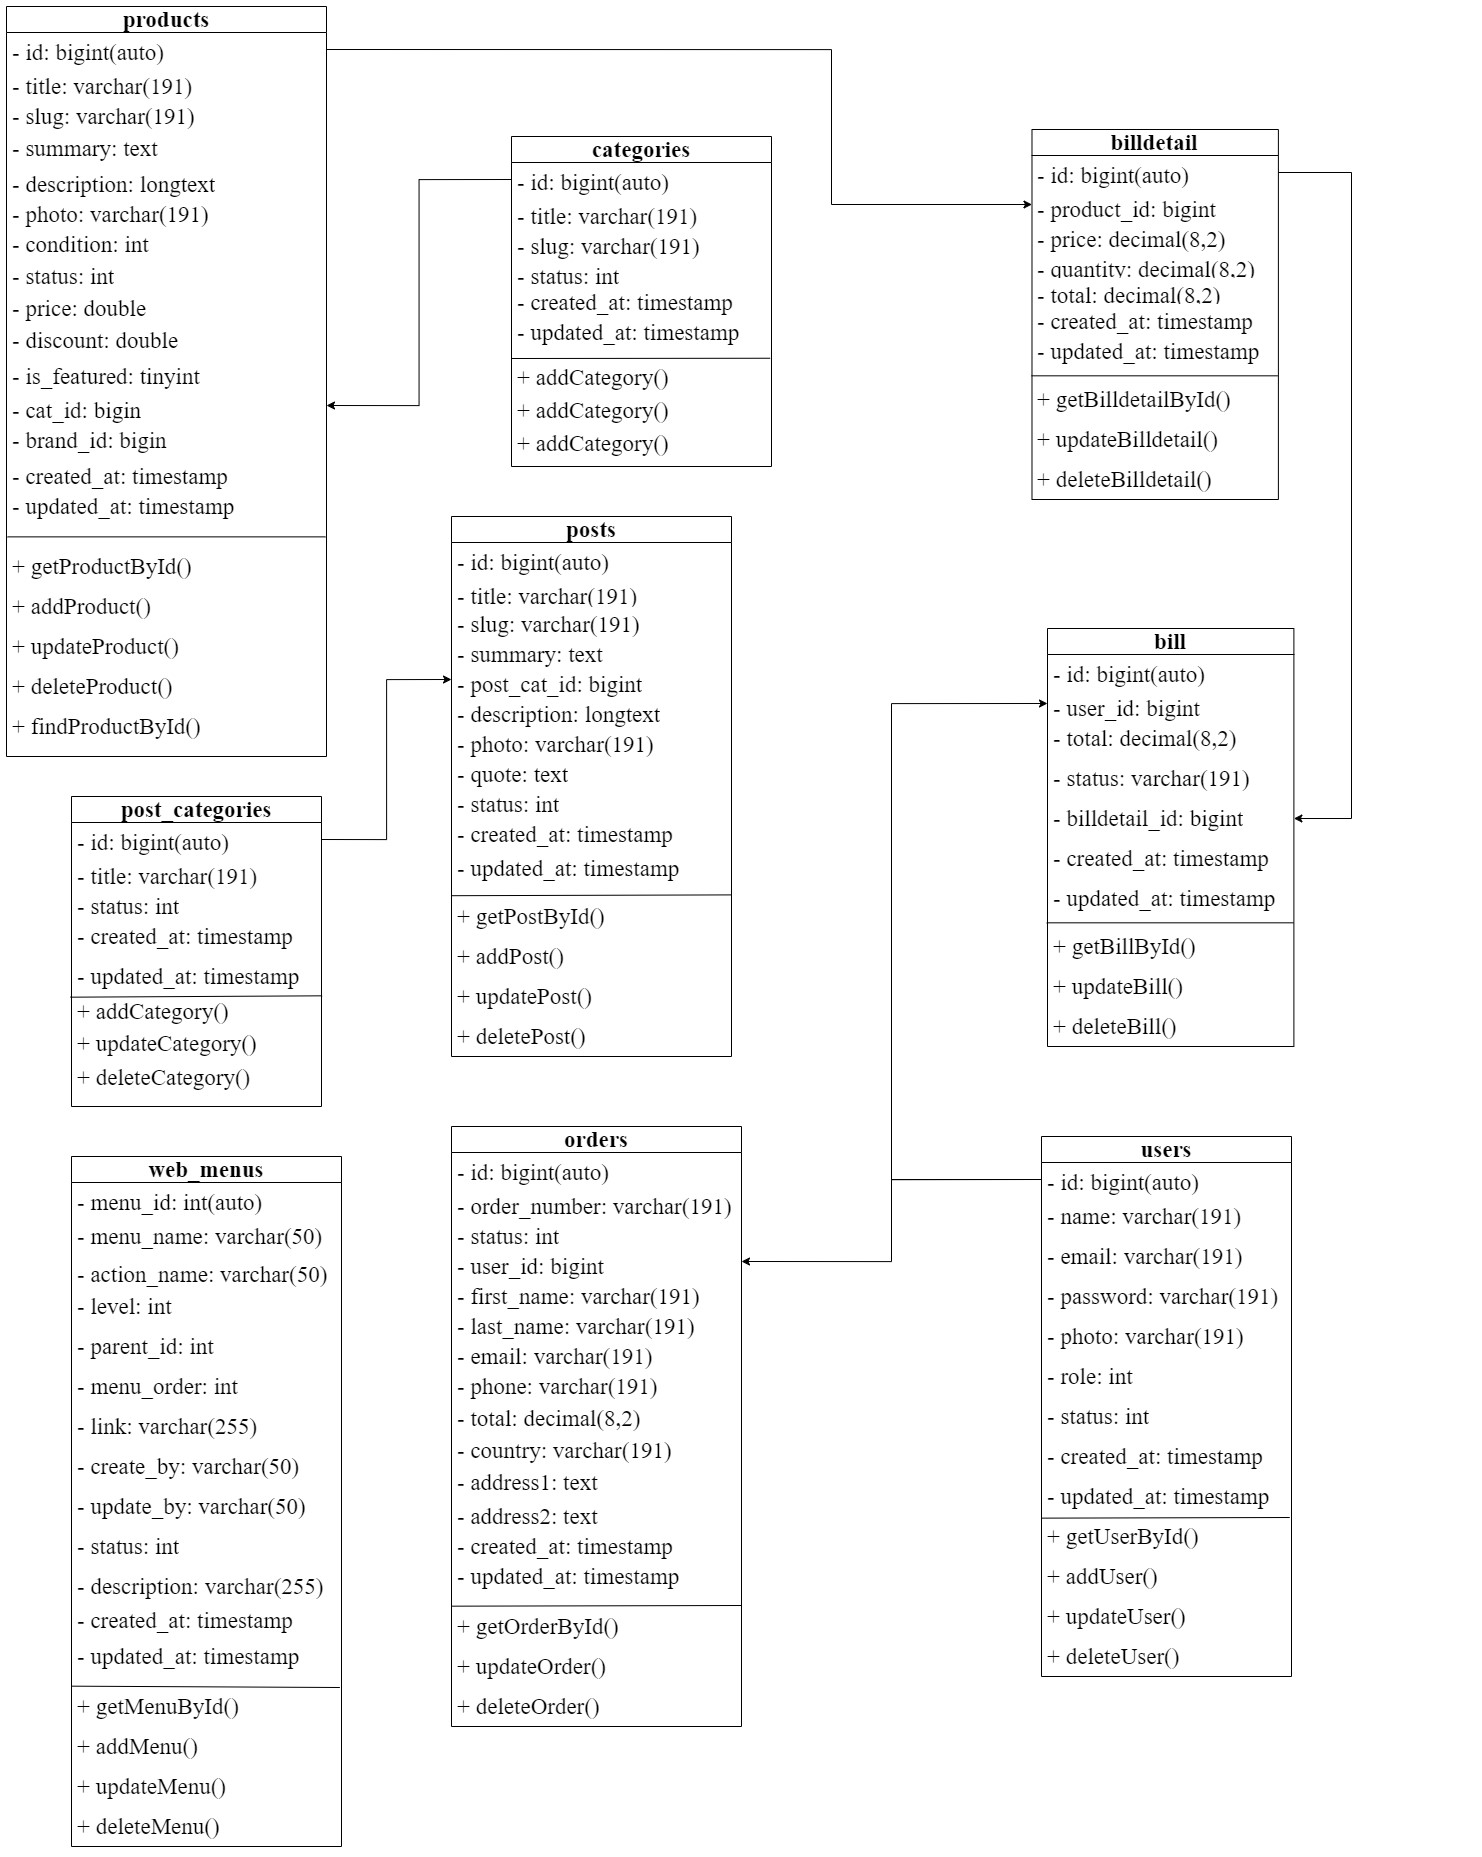 products
- id: bigint(auto)
- title: varchar(191)
- slug: varchar(191)
- summary: text
- description: longtext
- photo: varchar(191)
- condition: int
- status: int
- price: double
- discount: double
- is_featured: tinyint
- cat_id: bigin
- brand_id: bigin
- created_at: timestamp
- updated_at: timestamp
+ getProductById()
+ addProduct()
+ updateProduct()
+ deleteProduct()
+ findProductById()
categories
- id: bigint(auto)
- title: varchar(191)
- slug: varchar(191)
- status: int
- created_at: timestamp
- updated_at: timestamp
+ addCategory()
+ addCategory()
+ addCategory()
billdetail
- id: bigint(auto)
- product_id: bigint
- price: decimal(8,2)
- quantity: decimal(8,2)
- total: decimal(8,2)
- created_at: timestamp
- updated_at: timestamp
+ getBilldetailById()
+ updateBilldetail()
+ deleteBilldetail()
posts
- id: bigint(auto)
- title: varchar(191)
- slug: varchar(191)
- summary: text
- post_cat_id: bigint
- description: longtext
- photo: varchar(191)
- quote: text
- status: int
- created_at: timestamp
- updated_at: timestamp
+ getPostById()
+ addPost()
+ updatePost()
+ deletePost()
bill
- id: bigint(auto)
- user_id: bigint
- total: decimal(8,2)
- status: varchar(191)
- billdetail_id: bigint
- created_at: timestamp
- updated_at: timestamp
+ getBillById()
+ updateBill()
+ deleteBill()
post_categories
- id: bigint(auto)
- title: varchar(191)
- status: int
- created_at: timestamp
- updated_at: timestamp
+ addCategory()
+ updateCategory()
+ deleteCategory()
web_menus
- menu_id: int(auto)
- menu_name: varchar(50)
- action_name: varchar(50)
- level: int
- parent_id: int
- menu_order: int
- link: varchar(255)
- create_by: varchar(50)
- update_by: varchar(50)
- status: int
- description: varchar(255)
- created_at: timestamp
- updated_at: timestamp
+ getMenuById()
+ addMenu()
+ updateMenu()
+ deleteMenu()
orders
- id: bigint(auto)
- order_number: varchar(191)
- status: int
- user_id: bigint
- first_name: varchar(191)
- last_name: varchar(191)
- email: varchar(191)
- phone: varchar(191)
- total: decimal(8,2)
- country: varchar(191)
- address1: text
- address2: text
- created_at: timestamp
- updated_at: timestamp
+ getOrderById()
+ updateOrder()
+ deleteOrder()
users
- id: bigint(auto)
- name: varchar(191)
- email: varchar(191)
- password: varchar(191)
- photo: varchar(191)
- role: int
- status: int
- created_at: timestamp
- updated_at: timestamp
+ getUserById()
+ addUser()
+ updateUser()
+ deleteUser()